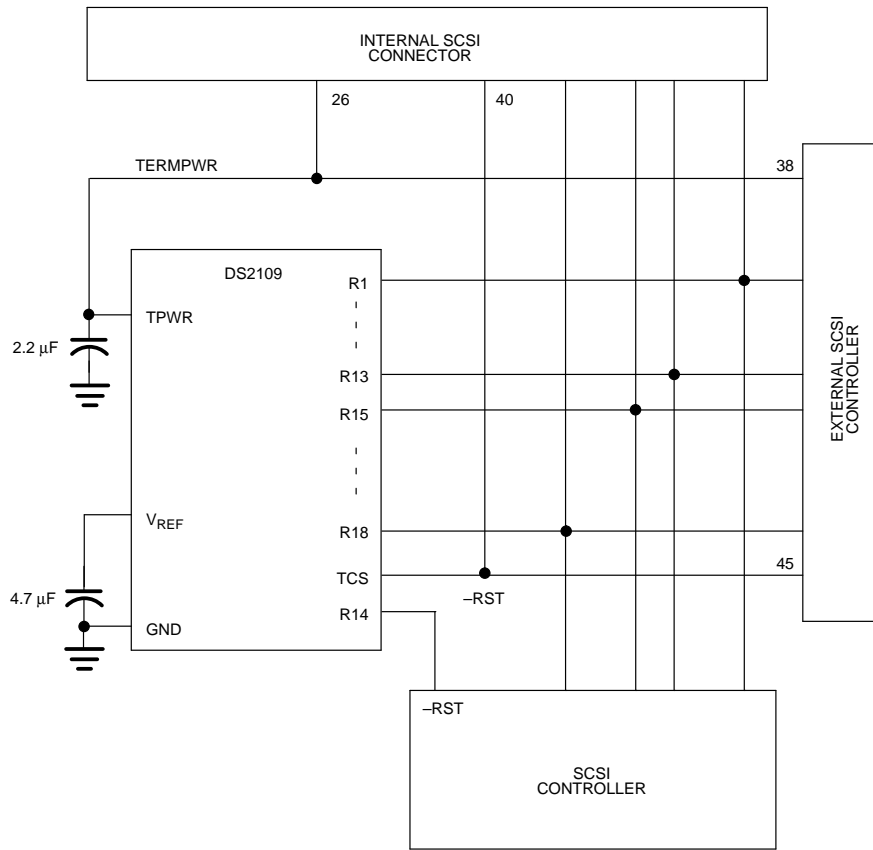 INTERNAL SCSI
CONNECTOR
26
40
TERMPWR
38
DS2109
R1
TPWR
2.2 µF
R13
R15
EXTERNAL SCSI
CONTROLLER
VREF
R18
4.7 µF
TCS
45
–RST
R14
GND
–RST
SCSI
CONTROLLER